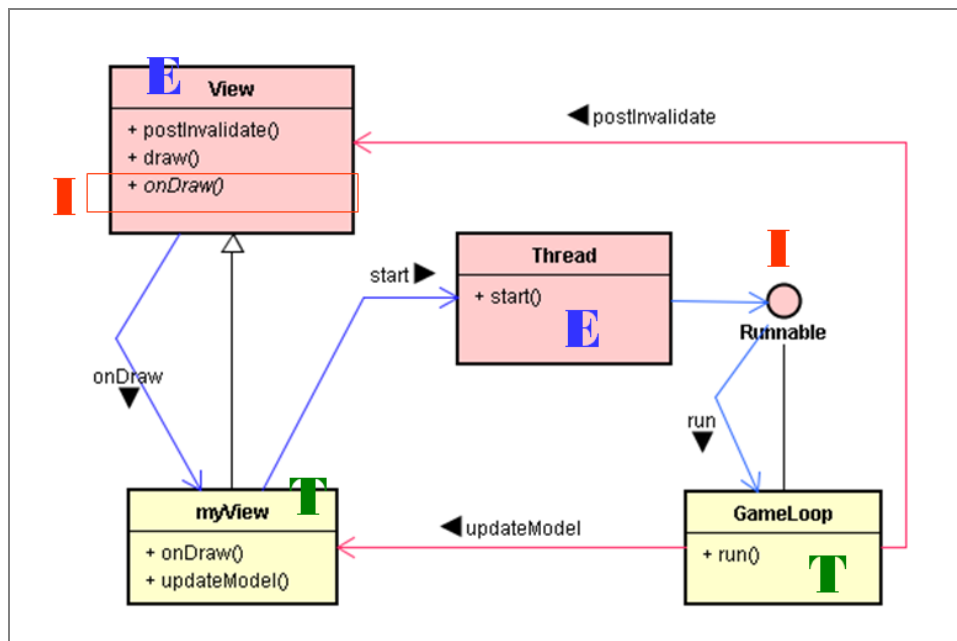 E
View
+ postInvalidate()
+ draw()
+ onDraw()
I
postInvalidate
Thread
+ start()
E
start
I
Runnable
onDraw
run
T
myView
+ onDraw()
+ updateModel()
updateModel
GameLoop
+ run()
T